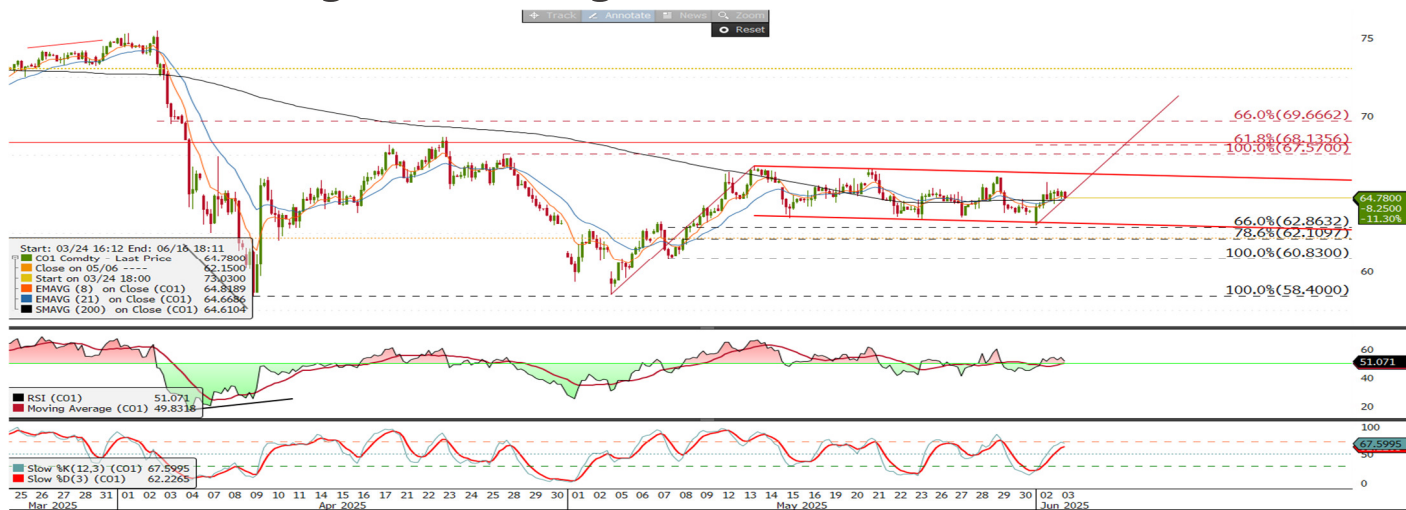 Track Annotate News Zoom
Reset
75
70
60
66.0%(69.6662)
61.8%(68.1356)
100.0%(67.5700)
64.7800
8.2500
-11.30%
66.0%(62.8632)
78.6%(62.1097)
100.0%(60.8300)
100.0%(58.4000)
Start: 03/24 16:12 End: 06/16 18:11
CO1 Comdty - Last Price 64.7800
Close on 05/06 ---- 62.1500
Start on 03/24 18:00 73.0300
EMAVG (8) on Close (CO1) 64.8189
EMAVG (21) on Close (CO1) 64.6686
SMAVG (200) on Close (CO1) 64.6104
60
51.071
40
20
RSI (CO1) 51.071
Moving Average (CO1) 49.8318
100
67.5995
50
0
Slow %K(12,3) (CO1) 67.5995
Slow %D(3) (CO1) 62.2265
25 26 27 28 31 01 02 03 04 07 08 09 10 11 14 15 16 17 21 22 23 24 25 28 29 30 01 02 05 06 07 08 09 12 13 14 15 16 19 20 21 22 23 26 27 28 29 30 02 03
Mar 2025 Apr 2025 May 2025 Jun 2025